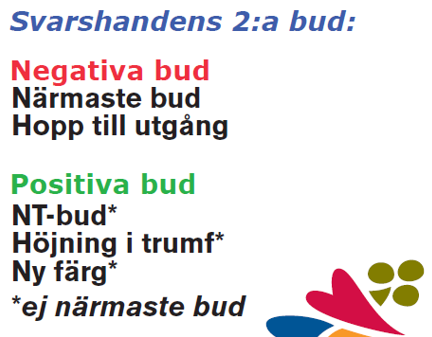 Svarshandens 2:a bud:
Negativa bud
Närmaste bud
Hopp till utgång
Positiva bud
NT-bud*
Höjning i trumf*
Ny färg*
*ej närmaste bud